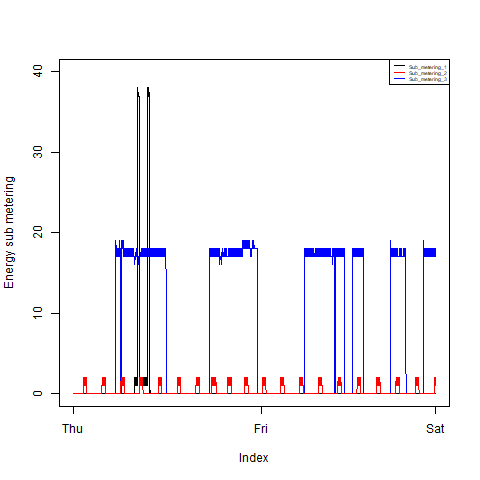 Sub_metering_1
Sub_metering_2
Sub_metering_3
Energy sub metering
40
30
20
10
0
Thu Fri Sat
Index